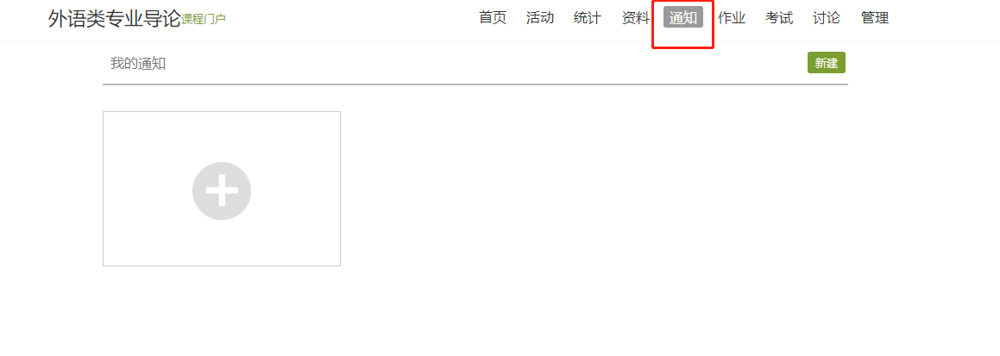 外语类专业导论课程门户 首页 活动 统计 资料 通知 作业 考试 讨论 管理
我的通知 新建